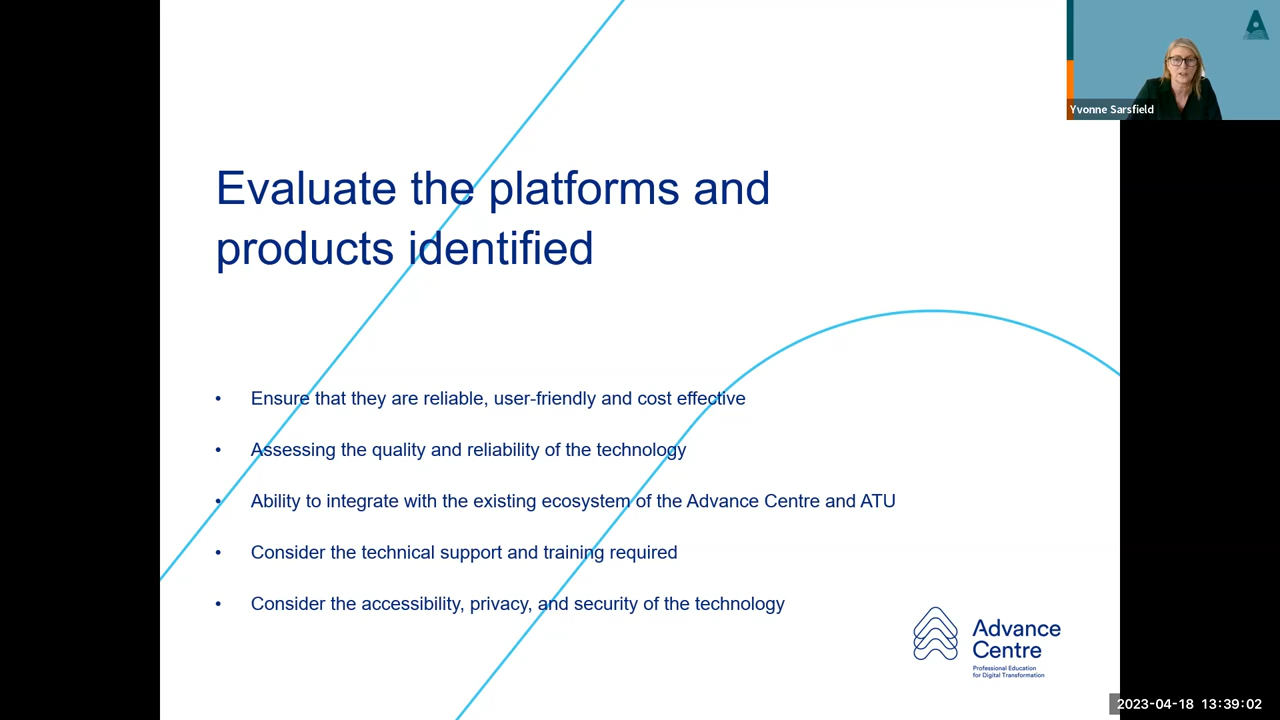 Yvonne Sarsfield
Evaluate the platforms and
products identified
• Ensure that they are reliable, user-friendly and cost effective
• Assessing the quality and reliability of the technology
• Ability to integrate with the existing ecosystem of the Advance Centre and ATU
• Consider the technical support and training required
• Consider the accessibility, privacy, and security of the technology
Advance
Centre
Professional Education
for Digital Transformation
2023-04-18 13:39:02